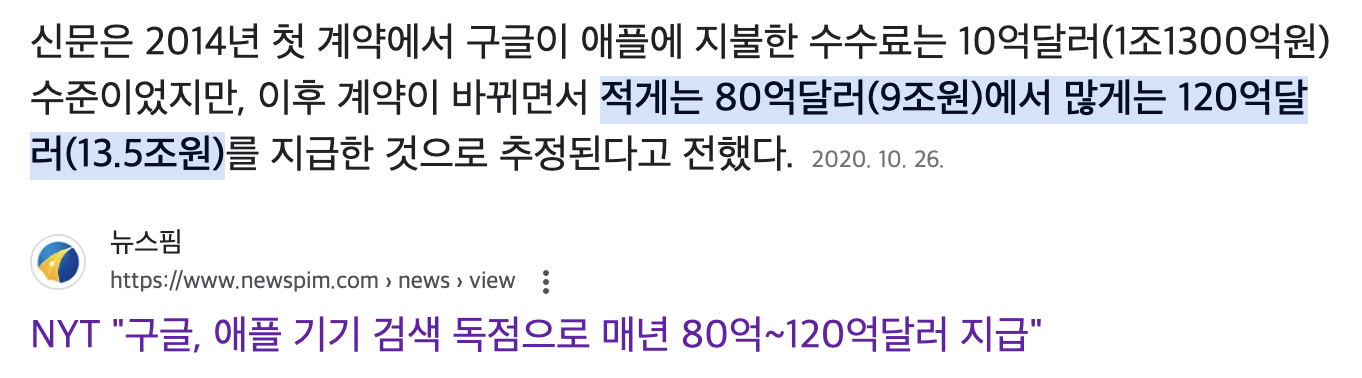 신문은 2014년 첫 계약에서 구글이 애플에 지불한 수수료는 10억달러(1조1300억원)
수준이었지만, 이후 계약이 바뀌면서 적게는 80억달러(9조원)에서 많게는 120억달
러(13.5조원)를 지급한 것으로 추정된다고 전했다. 2020. 10. 26.
뉴스핌
https://www.newspim.com › news › view
NYT "구글, 애플 기기 검색 독점으로 매년 80억~120억달러 지급"